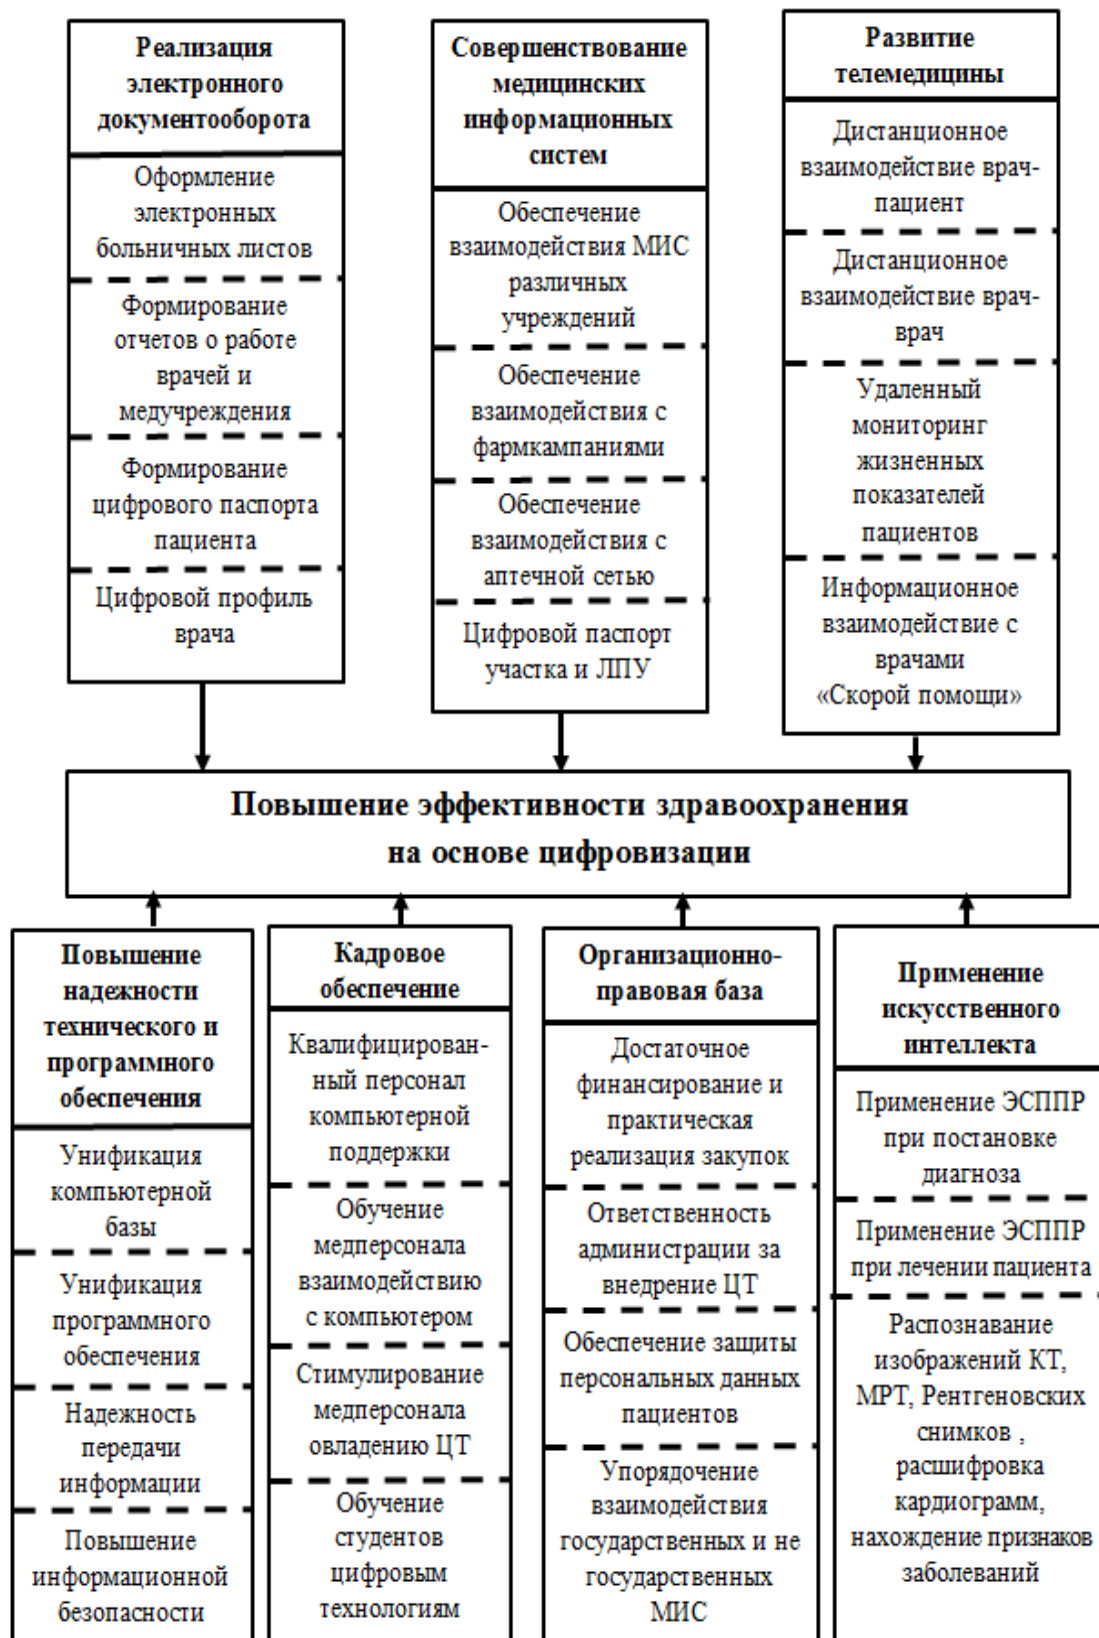 Реализация
электронного
документооборота
Оформление
электронных
больничных листов
Формирование
отчетов о работе
врачей и
медучреждения
Формирование
цифрового паспорта
пациента
Цифровой профиль
врача
Совершенствование
медицинских
информационных
систем
Обеспечение
взаимодействия МИС
различных
учреждений
Обеспечение
взаимодействия с
фармкампаниями
Обеспечение
взаимодействия с
аптечной сетью
Цифровой паспорт
участка и ЛПУ
Развитие
телемедицины
Дистанционное
взаимодействие врач-
пациент
Дистанционное
взаимодействие врач-
врач
Удаленный
мониторинг
жизненных
показателей
пациентов
Информационное
взаимодействие с
врачами
«Скорой помощи»
Повышение эффективности здравоохранения
на основе цифровизации
Повышение
надежности
технического и
программного
обеспечения
Унификация
компьютерной
базы
Унификация
программного
обеспечения
Надежность
передачи
информации
Повышение
информационной
безопасности
Кадровое
обеспечение
Квалифицирован-
ный персонал
компьютерной
поддержки
Обучение
медперсонала
взаимодействию
с компьютером
Стимулирование
медперсонала
овладению ЦТ
Обучение
студентов
цифровым
технологиям
Организационно-
правовая база
Достаточное
финансирование и
практическая
реализация закупок
Ответственность
администрации за
внедрение ЦТ
Обеспечение защиты
персональных данных
пациентов
Упорядочение
взаимодействия
государственных и не
государственных
МИС
Применение
искусственного
интеллекта
Применение ЭСППР
при постановке
диагноза
Применение ЭСППР
при лечении пациента
Распознавание
изображений КТ,
МРТ, Рентгеновских
снимков ,
расшифровка
кардиограмм,
нахождение признаков
заболеваний